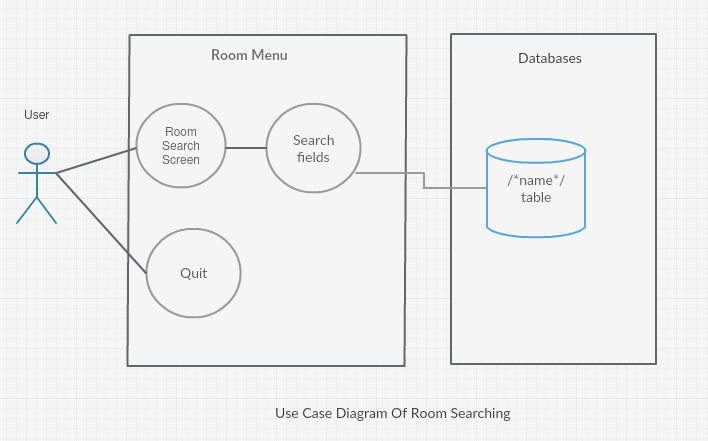 Room Menu
Databases
User
Room
Search
Screen
Search
fields
/*name*/
table
Quit
Use Case Diagram Of Room Searching